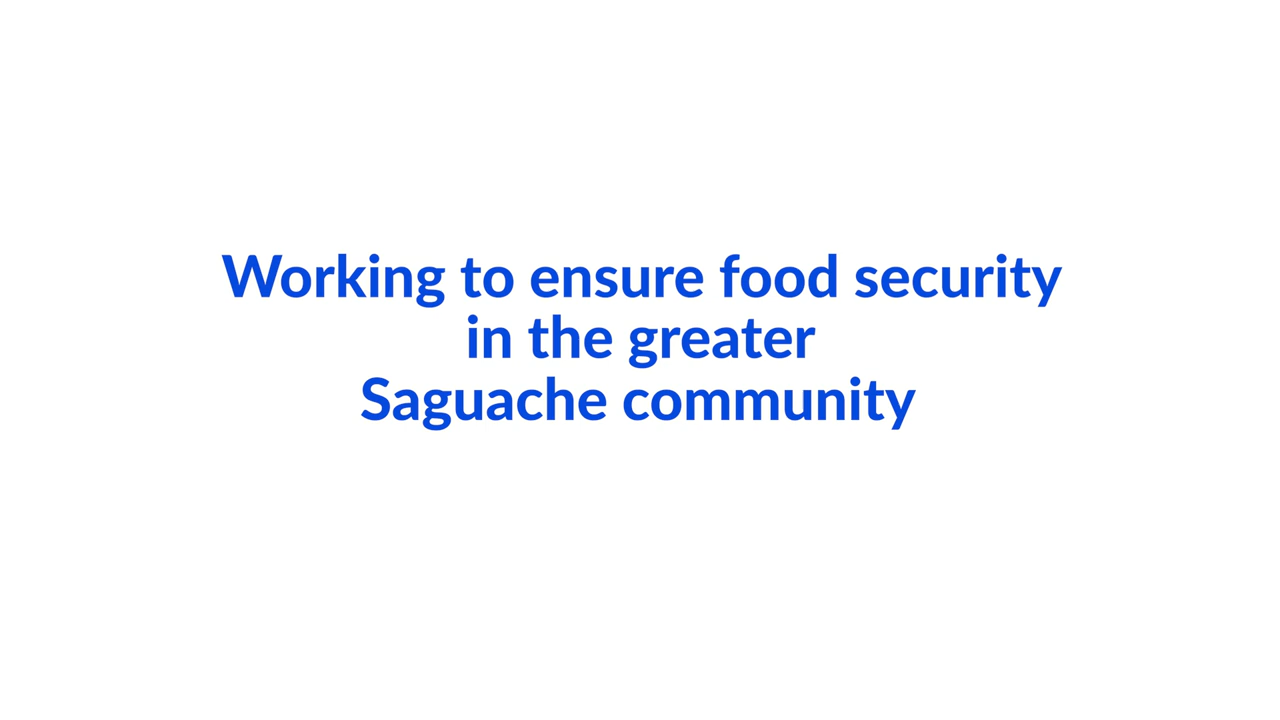 Working to ensure food security
in the greater
Saguache community